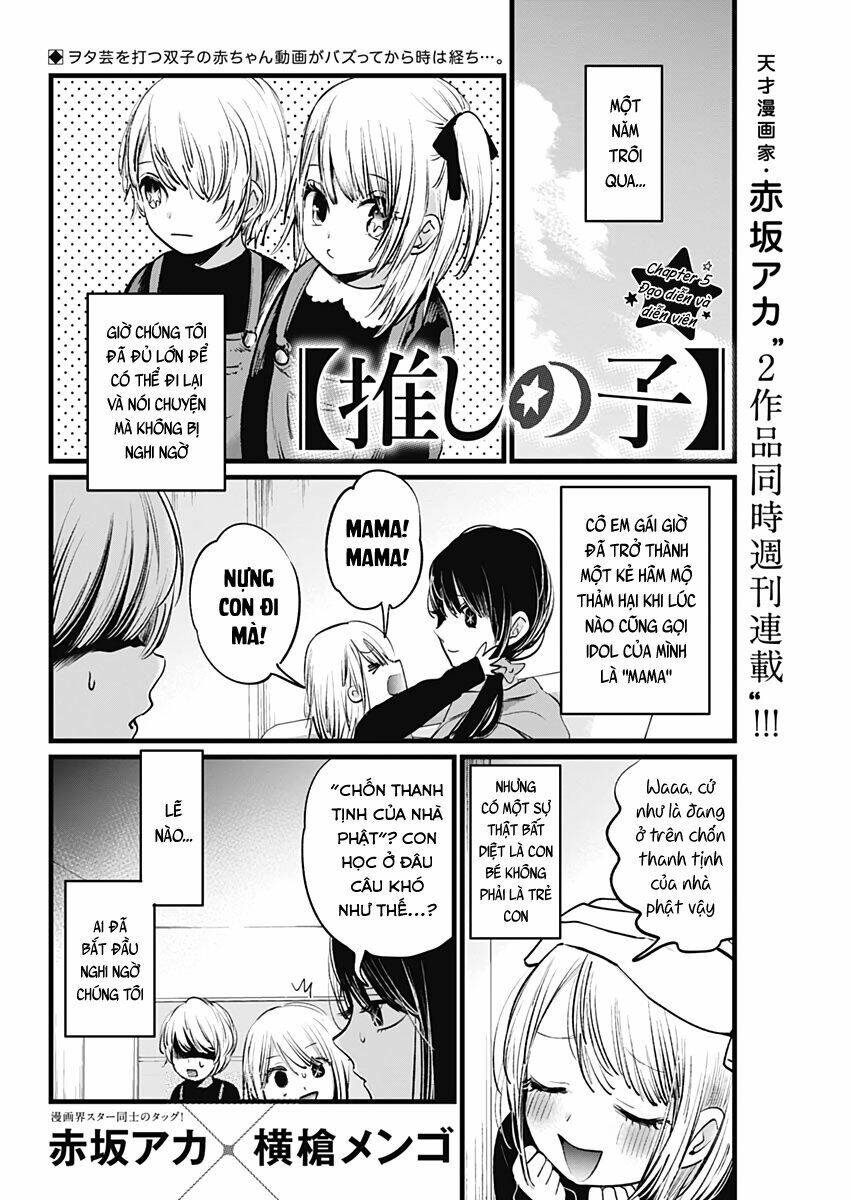 ◆ヲタ芸を打つ双子の赤ちゃん動画がバズってから時は経ち…。
天才漫画家・赤坂アカ”2作品同時週刊連載“!!!
MỘT
NĂM
TRÔI
QUA...
Chapter 5
Đạo diễn và
diễn viên
【推しの子】
GIỜ CHÚNG TÔI
ĐÃ ĐỦ LỚN ĐỂ
CÓ THỂ ĐI LẠI
VÀ NÓI CHUYỆN
MÀ KHÔNG BỊ
NGHI NGỜ
CÔ EM GÁI GIỜ
ĐÃ TRỞ THÀNH
MỘT KẺ HÂM MỘ
THẢM HẠI KHI LÚC
NÀO CŨNG GỌI
IDOL CỦA MÌNH
LÀ "MAMA"
MAMA!
MAMA!
NỰNG
CON ĐI
MÀ!
Waaa, cứ
như là đang
ở trên chốn
thanh tịnh
của nhà
phật vậy
NHƯNG
CÓ MỘT SỰ
THẬT BẤT
DIỆT LÀ CON
BÉ KHÔNG
PHẢI LÀ TRẺ
CON
"CHỐN THANH
TỊNH CỦA NHÀ
PHẬT"? CON
HỌC Ở ĐÂU
CÂU KHÓ
NHƯ THẾ...?
LẼ
NÀO...
AI ĐÃ
BẮT ĐẦU
NGHI NGỜ
CHÚNG TÔI
漫画界スター同士のタッグ!
赤坂アカ×横槍メンゴ